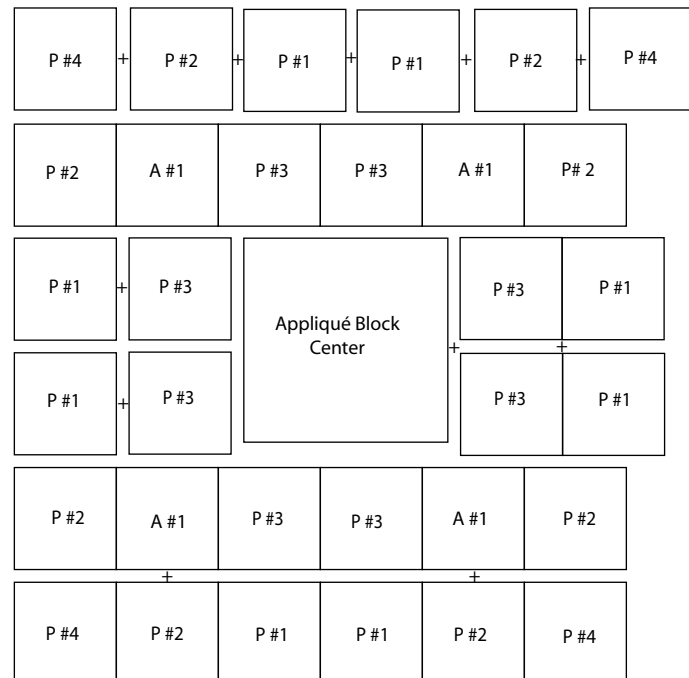 P #4 + P #2 + P #1 + P #1 + P #2 + P #4
P #2 A #1 P #3 P #3 A #1 P# 2
P #1 + P #3
Appliqué Block
Center
+
P #3 P #1
+
P #1 + P #3
P #3 P #1
P #2 A #1 P #3 P #3 A #1 P #2
+ +
P #4 P #2 P #1 P #1 P #2 P #4